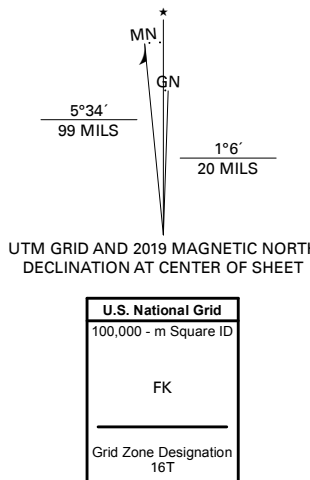 ★
MN
GN
5°34´
99 MILS
1°6´
20 MILS
UTM GRID AND 2019 MAGNETIC NORTH
DECLINATION AT CENTER OF SHEET
U.S. National Grid
100,000 - m Square ID
FK
Grid Zone Designation
16T